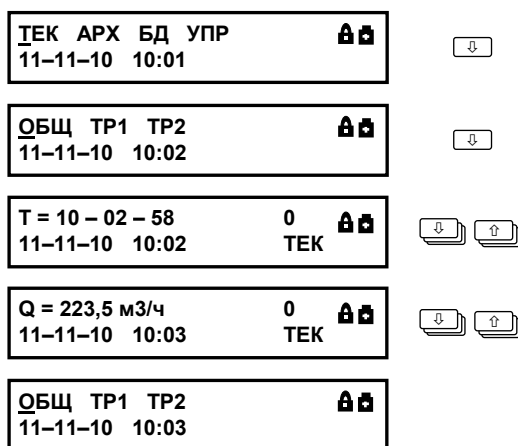 ТЕК АРХ БД УПР
11–11–10 10:01
ОБЩ ТР1 ТР2
11–11–10 10:02
Т = 10 – 02 – 58 0
11–11–10 10:02 ТЕК
Q = 223,5 м3/ч 0
11–11–10 10:03 ТЕК
ОБЩ ТР1 ТР2
11–11–10 10:03